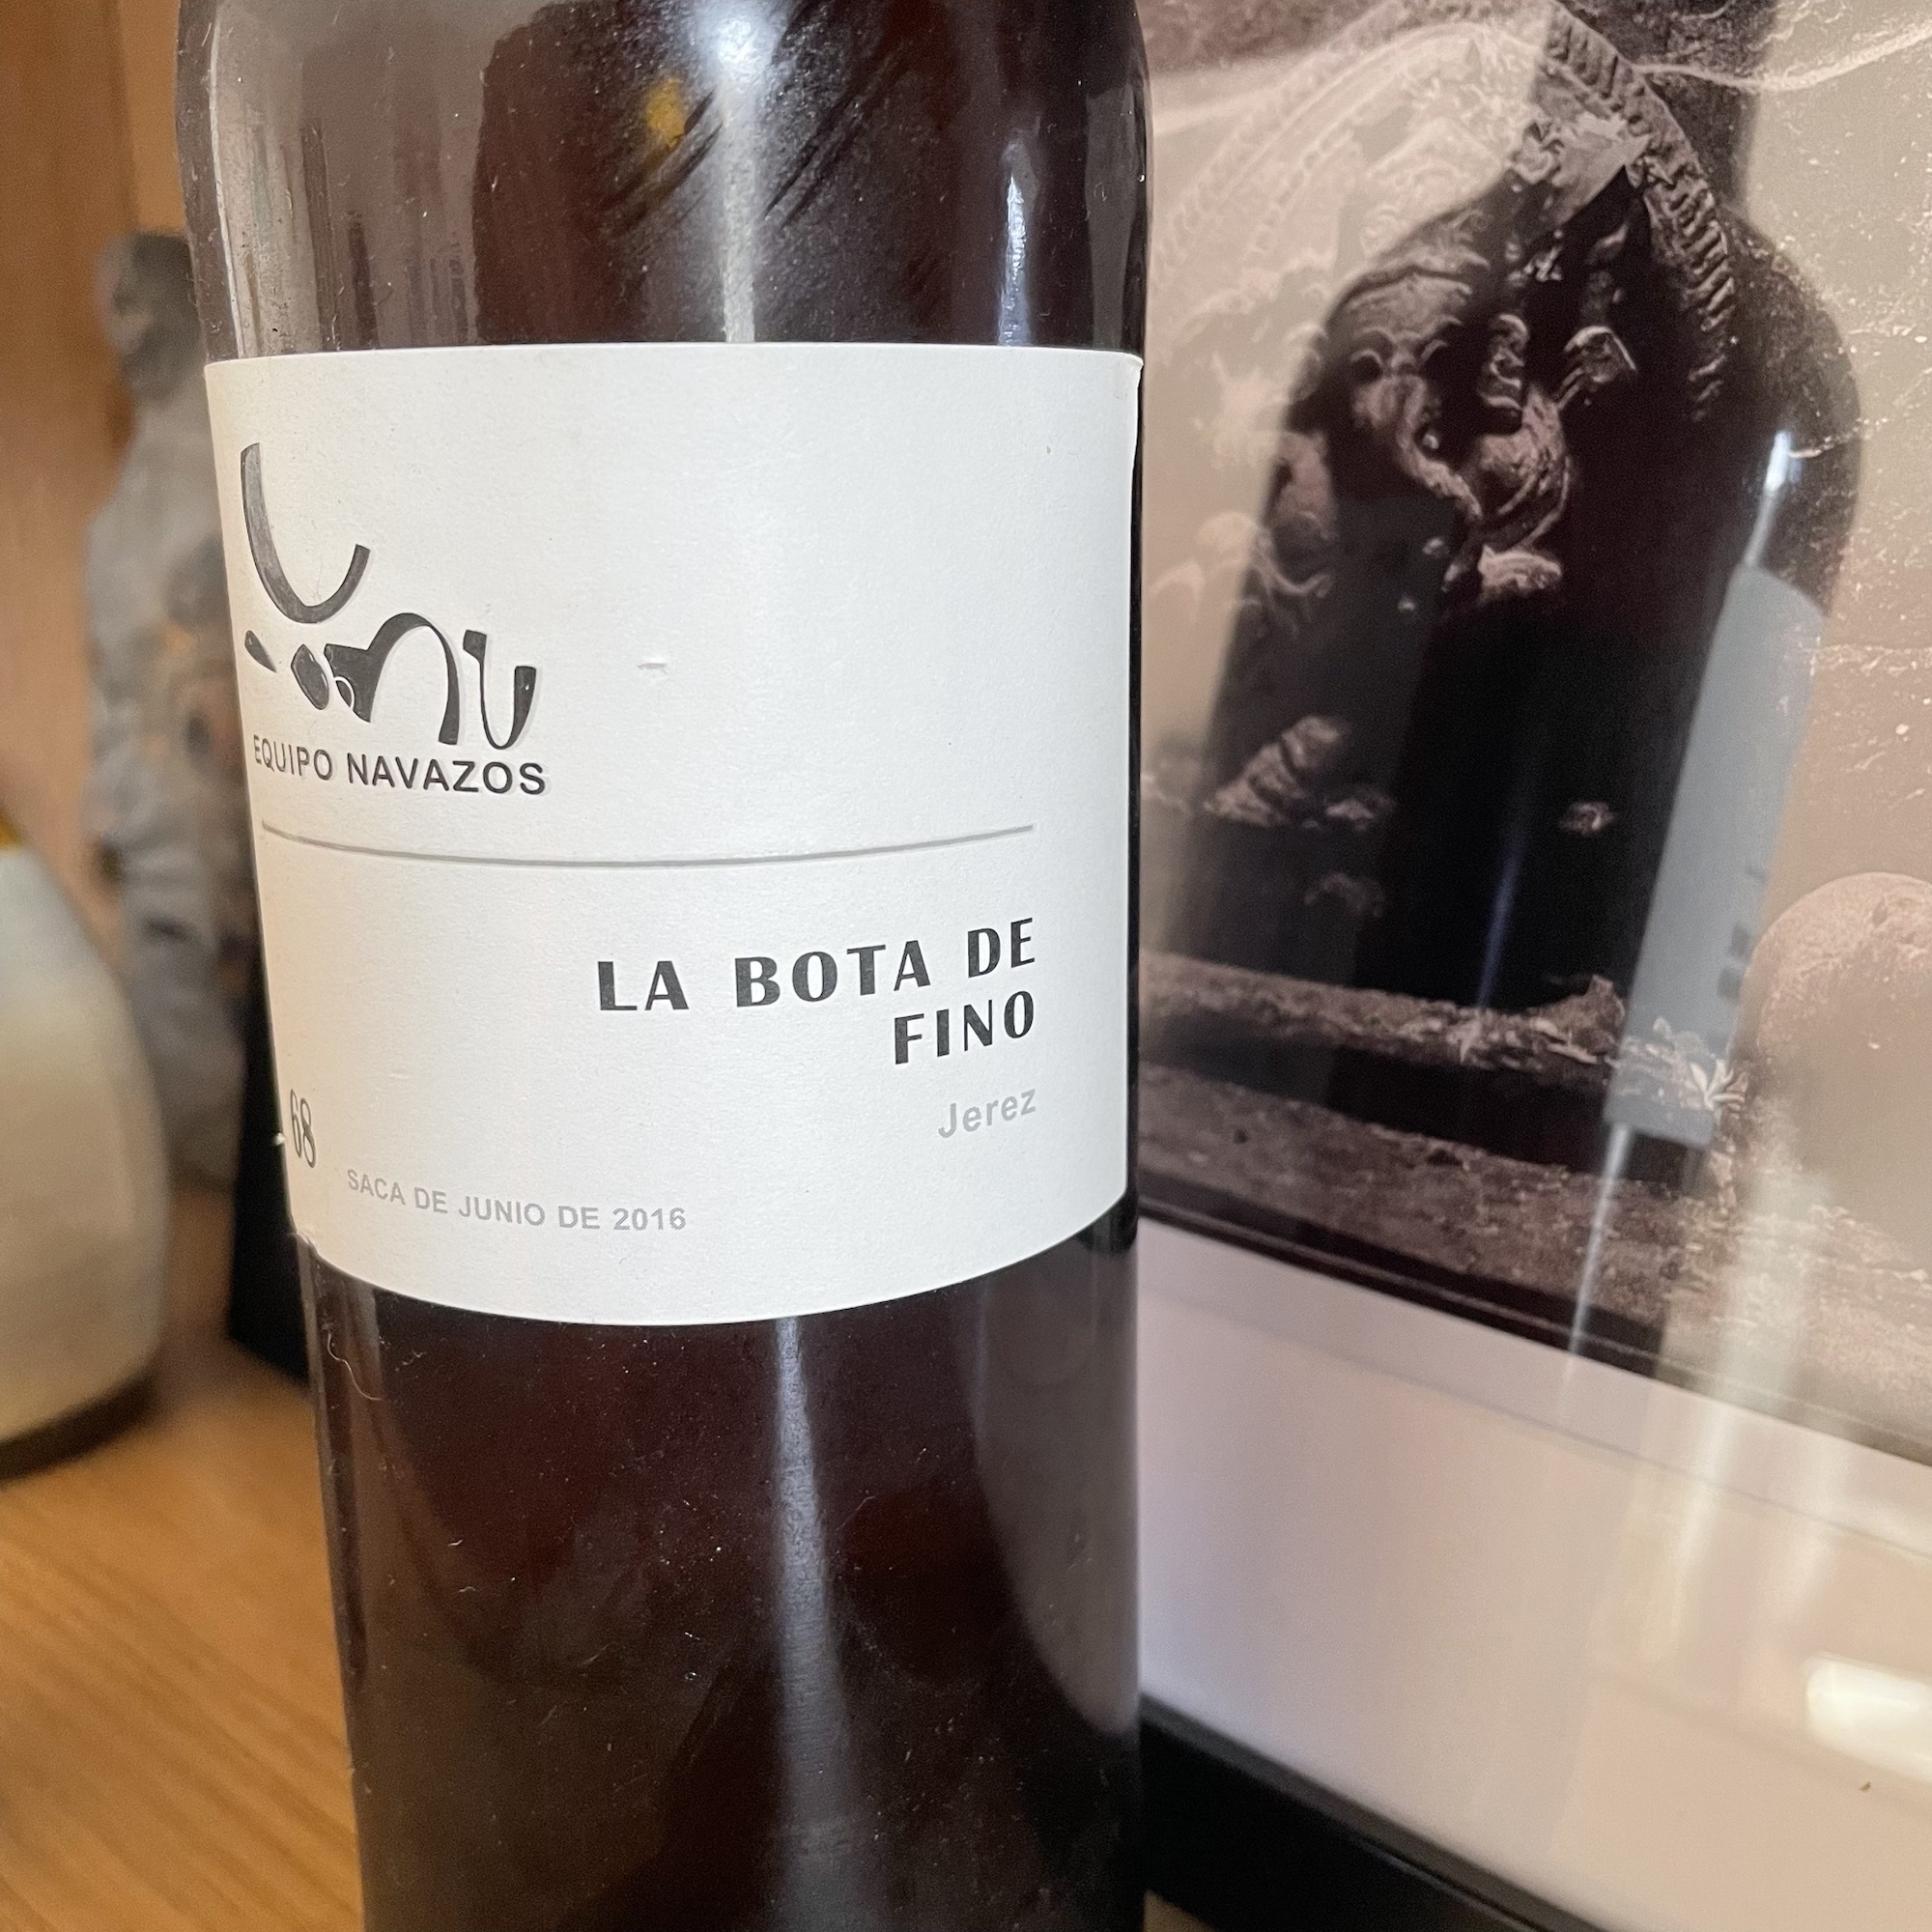 EQUIPO NAVAZOS
LA BOTA DE
FINO
Jerez
68
SACA DE JUNIO DE 2016